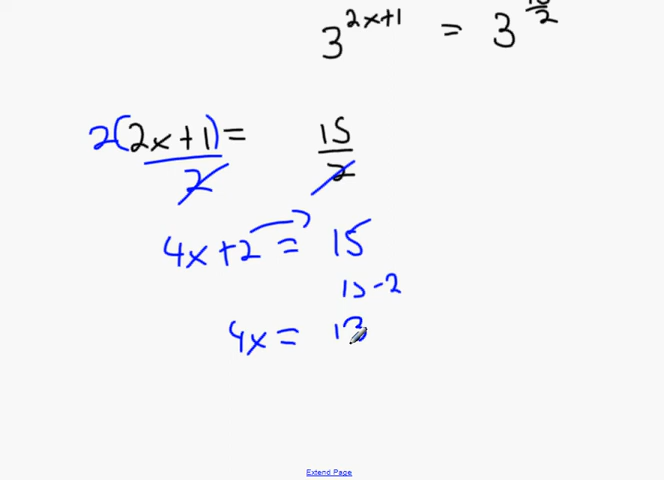 3^(2x+1) = 3^(15/2)
2(2x+1)/2 = 15/2
4x+2 = 15
15-2
4x = 13
Extend Page